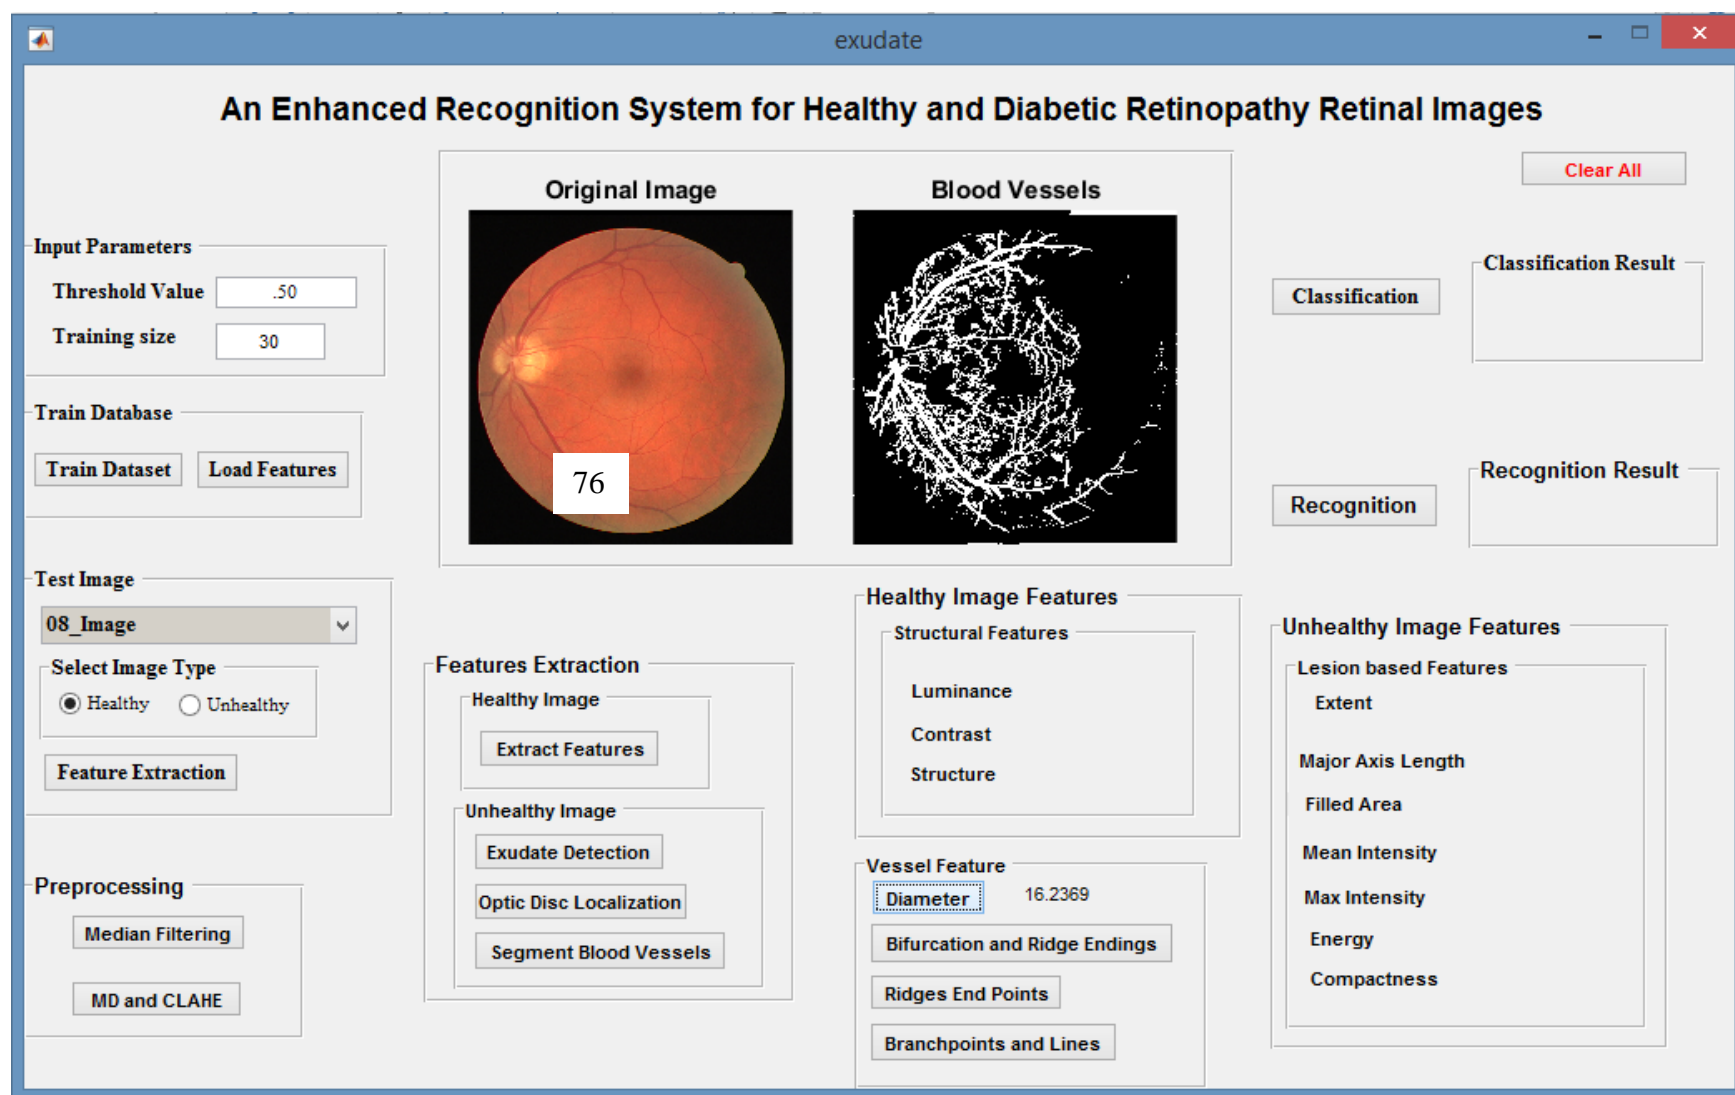 exudate
An Enhanced Recognition System for Healthy and Diabetic Retinopathy Retinal Images
Clear All
Original Image
Blood Vessels
76
Input Parameters
Threshold Value .50
Training size 30
Train Database
Train Dataset Load Features
Test Image
08_Image
Select Image Type
Healthy Unhealthy
Feature Extraction
Preprocessing
Median Filtering
MD and CLAHE
Features Extraction
Healthy Image
Extract Features
Unhealthy Image
Exudate Detection
Optic Disc Localization
Segment Blood Vessels
Healthy Image Features
Structural Features
Luminance
Contrast
Structure
Vessel Feature
Diameter 16.2369
Bifurcation and Ridge Endings
Ridges End Points
Branchpoints and Lines
Classification
Classification Result
Recognition
Recognition Result
Unhealthy Image Features
Lesion based Features
Extent
Major Axis Length
Filled Area
Mean Intensity
Max Intensity
Energy
Compactness